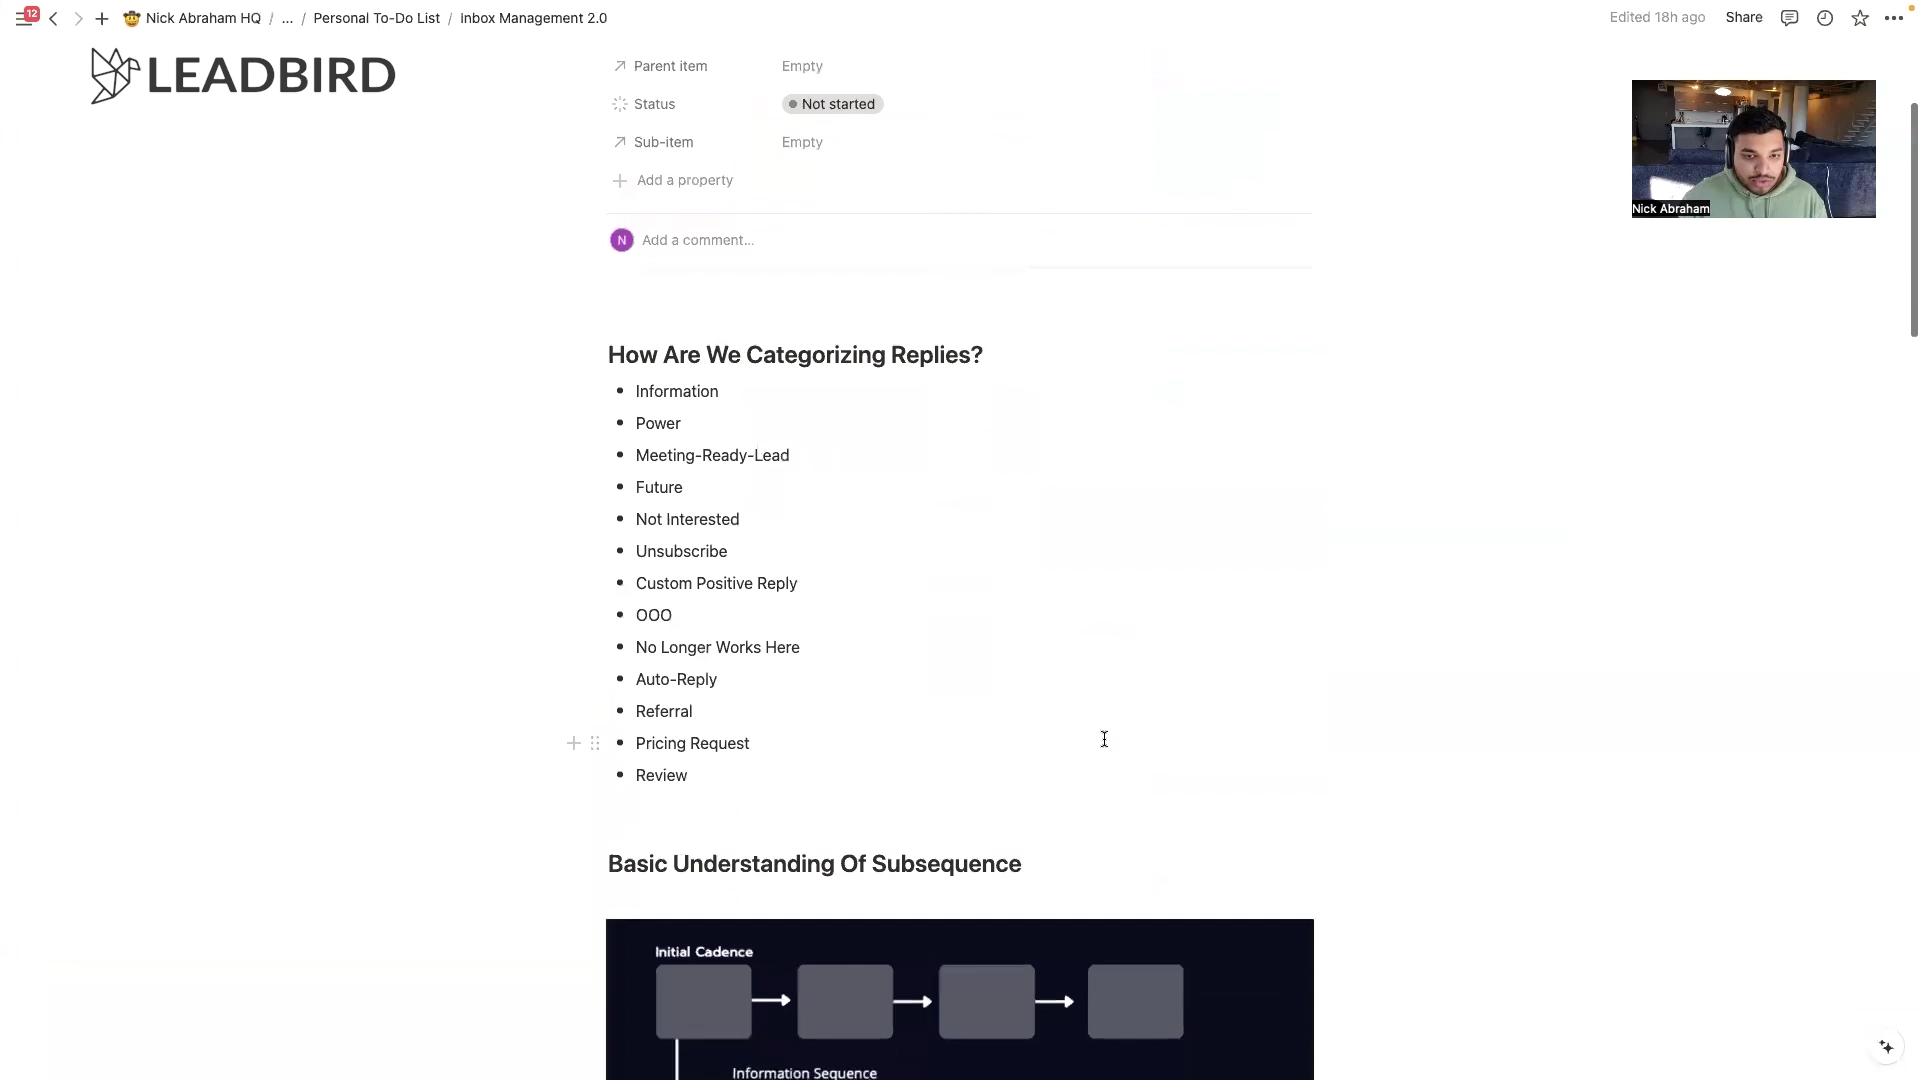 12
Nick Abraham HQ / ... / Personal To-Do List / Inbox Management 2.0
Edited 18h ago Share
LEADBIRD
Parent item Empty
Status Not started
Sub-item Empty
Add a property
N Add a comment...
Nick Abraham
How Are We Categorizing Replies?
• Information
• Power
• Meeting-Ready-Lead
• Future
• Not Interested
• Unsubscribe
• Custom Positive Reply
• OOO
• No Longer Works Here
• Auto-Reply
• Referral
• Pricing Request
• Review
Basic Understanding Of Subsequence
Initial Cadence
Information Sequence